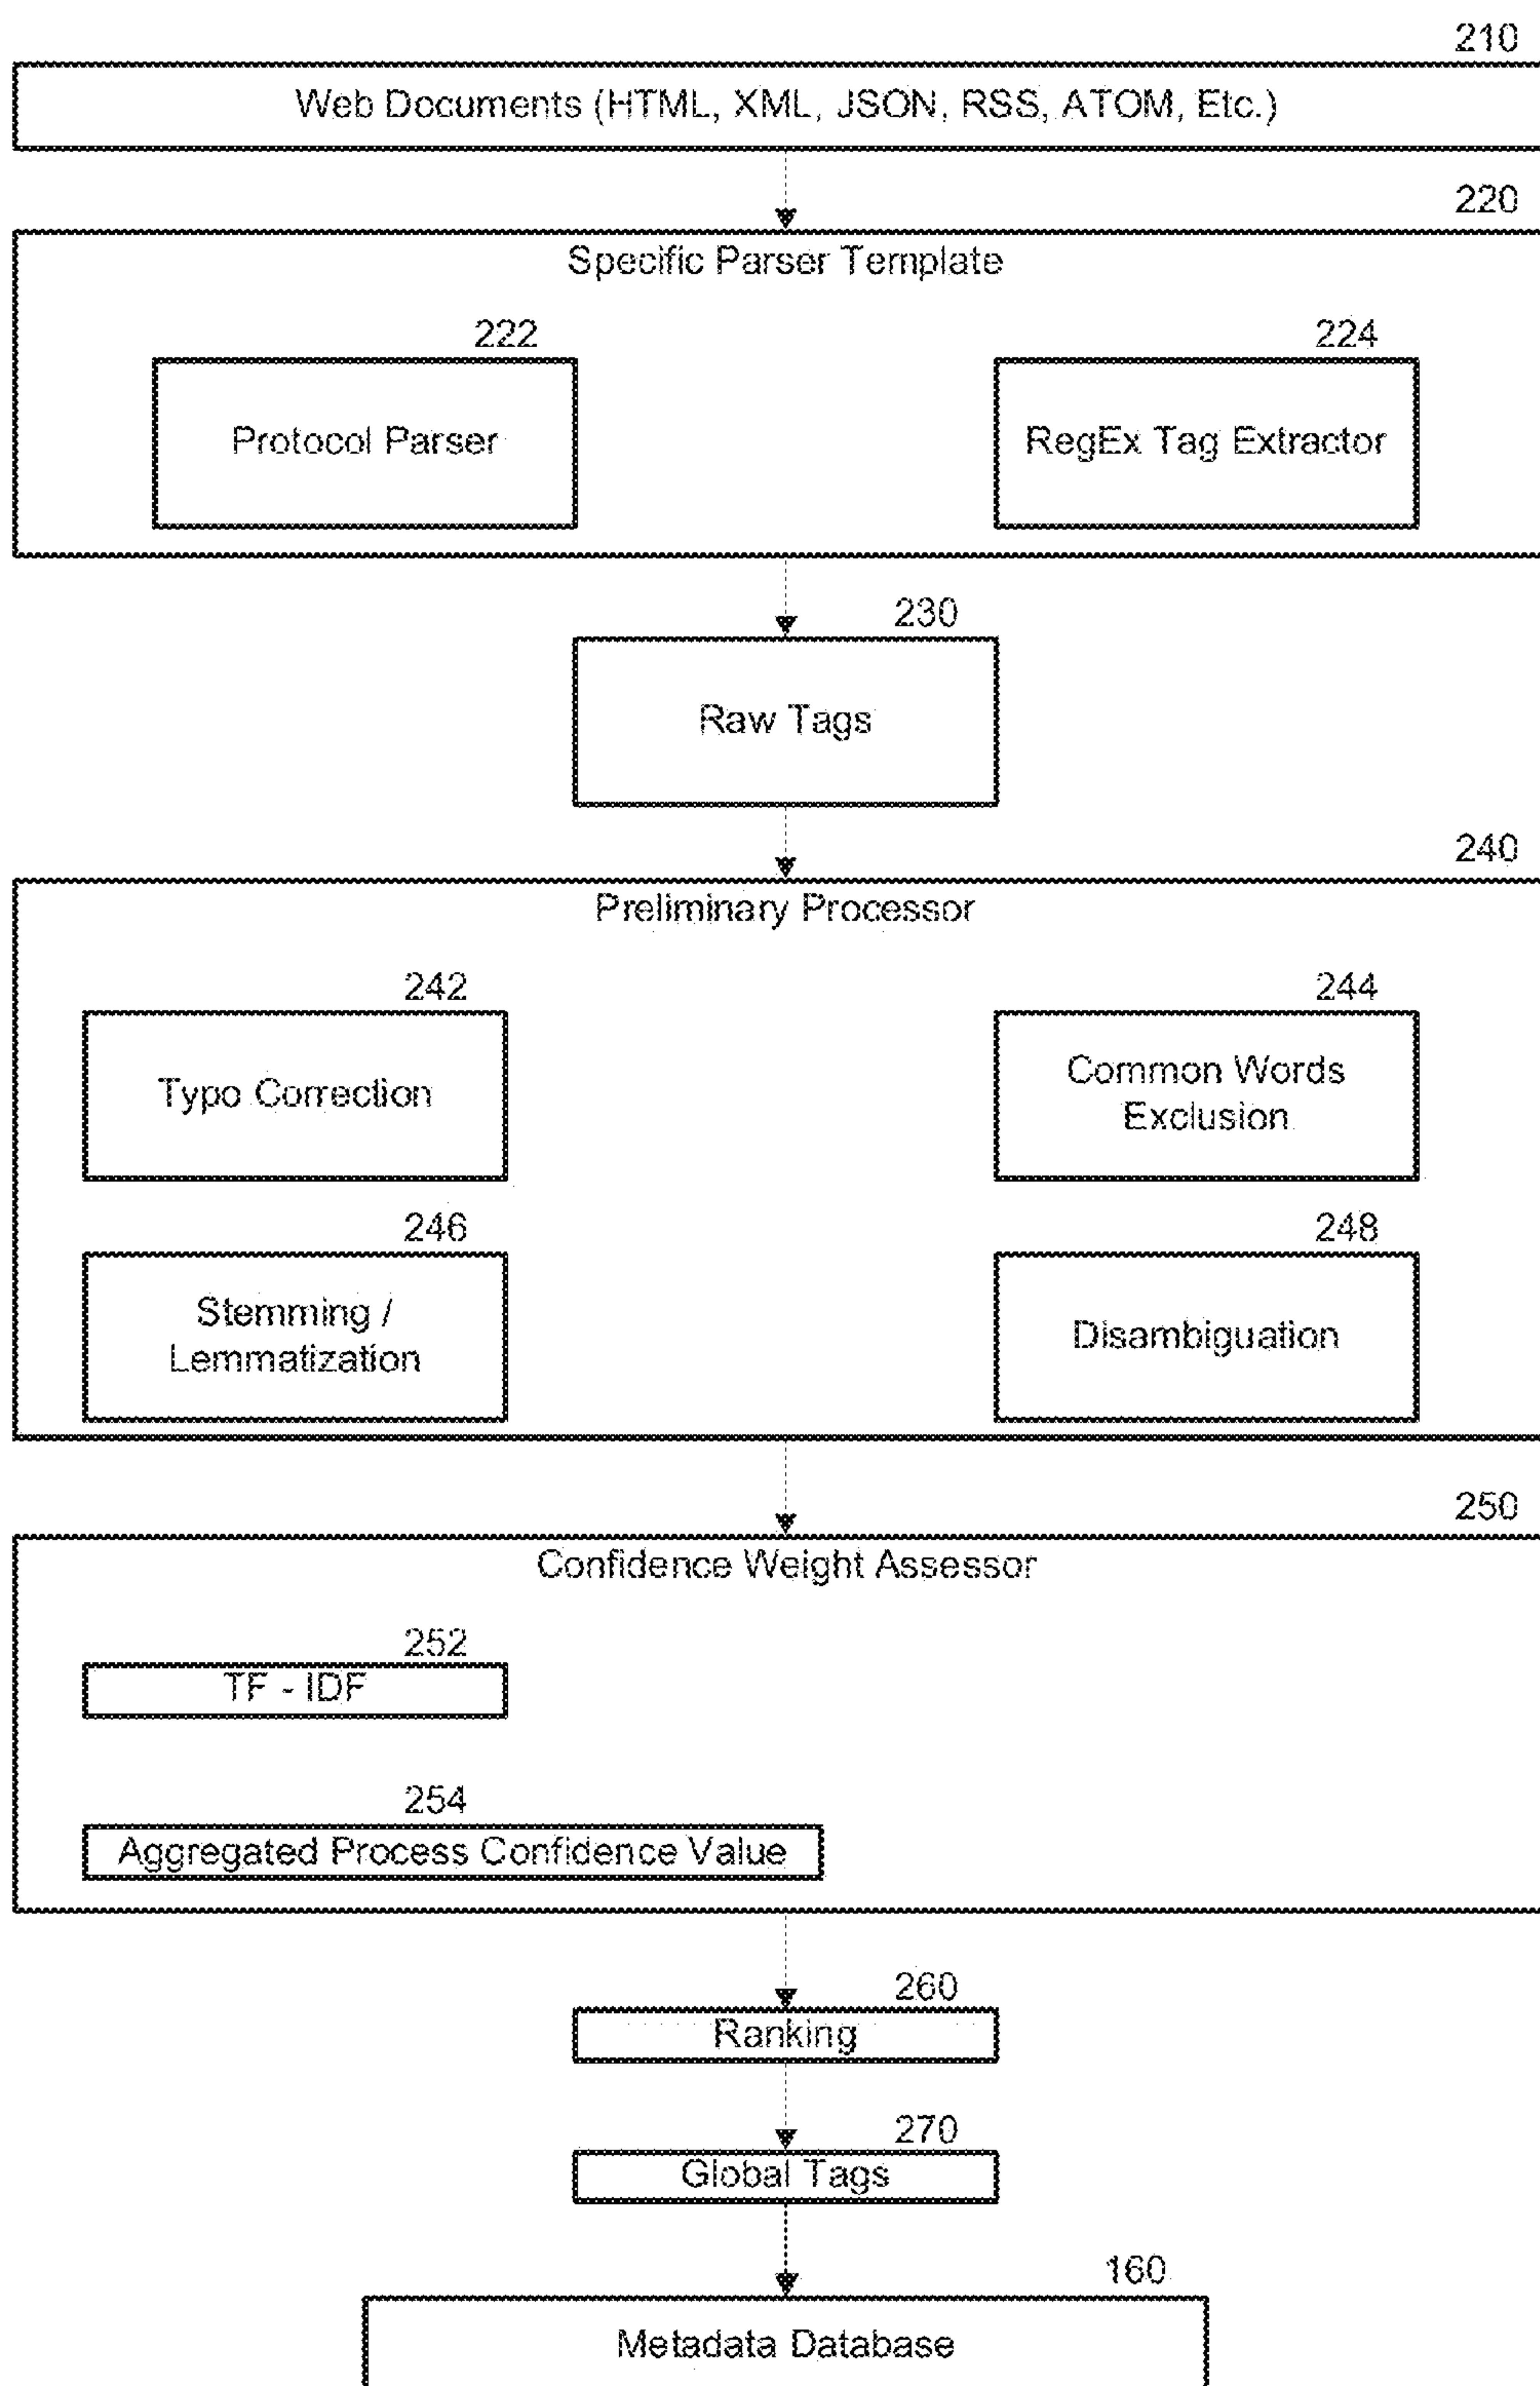 210
Web Documents (HTML, XML, JSON, RSS, ATOM, Etc.)
220
Specific Parser Template
222
224
Protocol Parser
RegEx Tag Extractor
230
Raw Tags
240
Preliminary Processor
242
244
Typo Correction
Common Words
Exclusion
246
248
Stemming /
Lemmatization
Disambiguation
250
Confidence Weight Assessor
252
TF - IDF
254
Aggregated Process Confidence Value
260
Ranking
270
Global Tags
160
Metadata Database